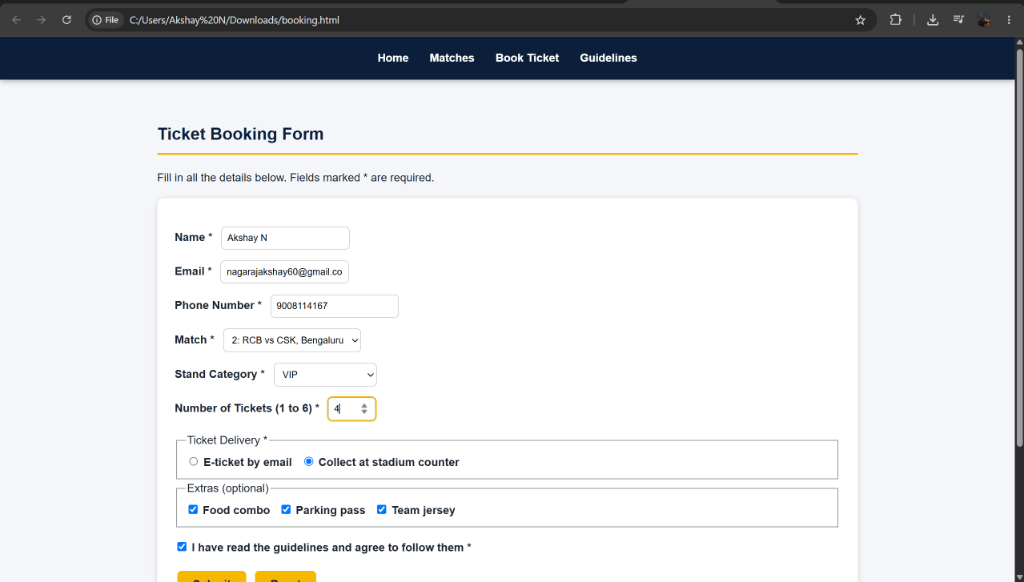 File C:/Users/Akshay%20N/Downloads/booking.html
Home Matches Book Ticket Guidelines
Ticket Booking Form
Fill in all the details below. Fields marked * are required.
Name * Akshay N
Email * nagarajakshay60@gmail.co
Phone Number * 9008114167
Match * 2: RCB vs CSK, Bengaluru
Stand Category * VIP
Number of Tickets (1 to 6) * 4
Ticket Delivery *
E-ticket by email Collect at stadium counter
Extras (optional)
Food combo Parking pass Team jersey
I have read the guidelines and agree to follow them *